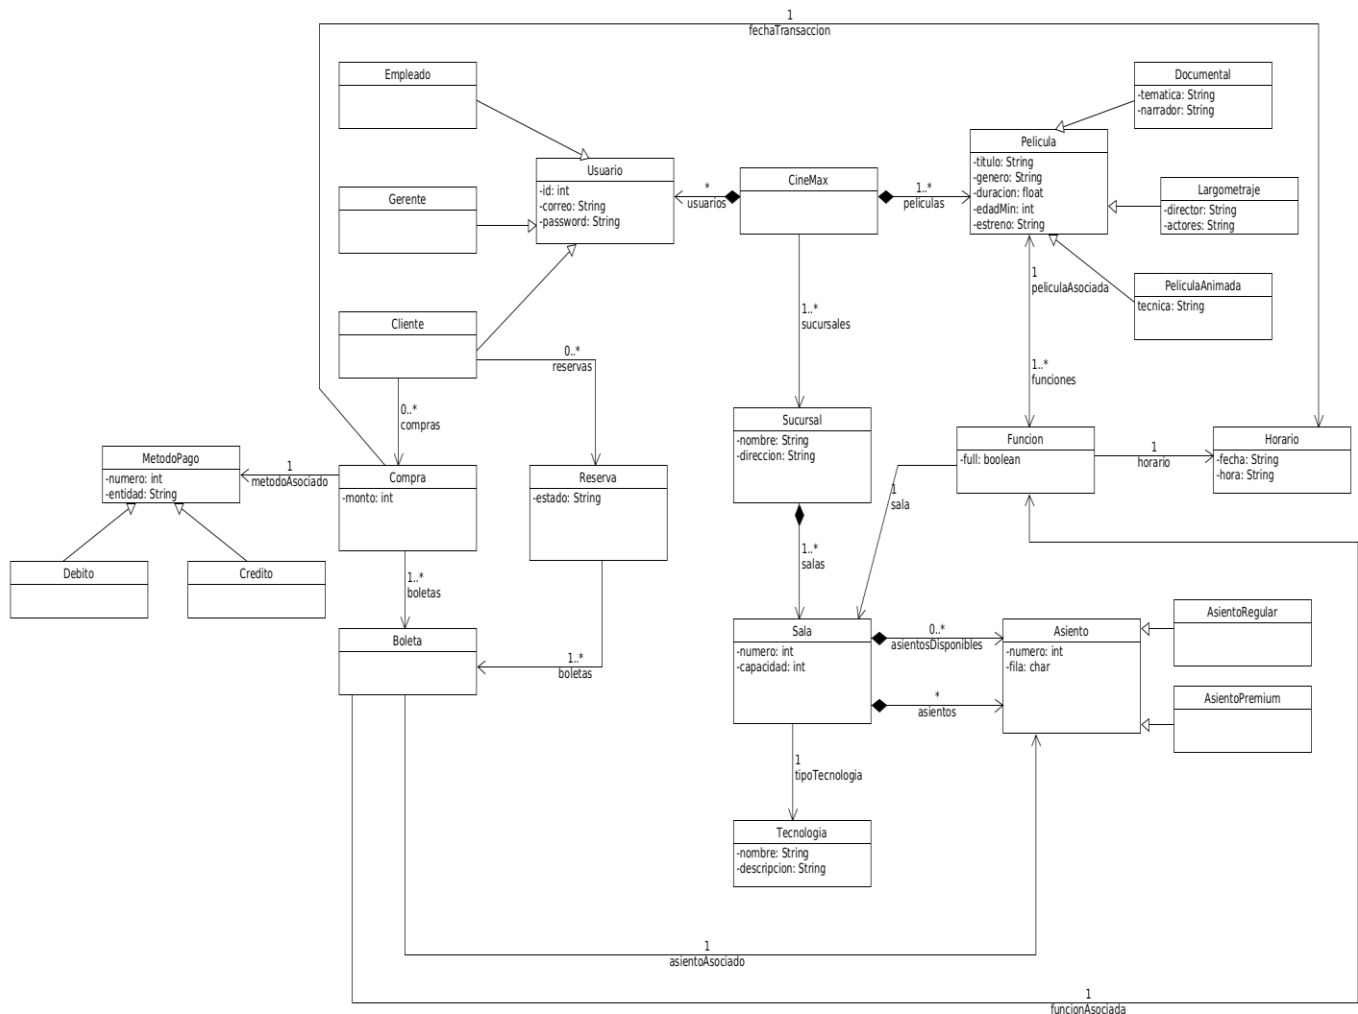 1
fechaTransaccion
Empleado
Documental
-tematica: String
-narrador: String
Usuario
-id: int
-correo: String
-password: String
*
usuarios
CineMax
1..*
peliculas
Pelicula
-titulo: String
-genero: String
-duracion: float
-edadMin: int
-estreno: String
Gerente
Largometraje
-director: String
-actores: String
1
peliculaAsociada
PeliculaAnimada
tecnica: String
Cliente
1..*
sucursales
0..*
reservas
1..*
funciones
0..*
compras
Sucursal
-nombre: String
-direccion: String
Funcion
-full: boolean
1
horario
Horario
-fecha: String
-hora: String
MetodoPago
-numero: int
-entidad: String
1
metodoAsociado
Compra
-monto: int
Reserva
-estado: String
1
sala
1..*
salas
Debito
Credito
1..*
boletas
Boleta
1..*
boletas
Sala
-numero: int
-capacidad: int
0..*
asientosDisponibles
*
asientos
Asiento
-numero: int
-fila: char
AsientoRegular
AsientoPremium
1
tipoTecnologia
Tecnologia
-nombre: String
-descripcion: String
1
asientoAsociado
1
funcionAsociada